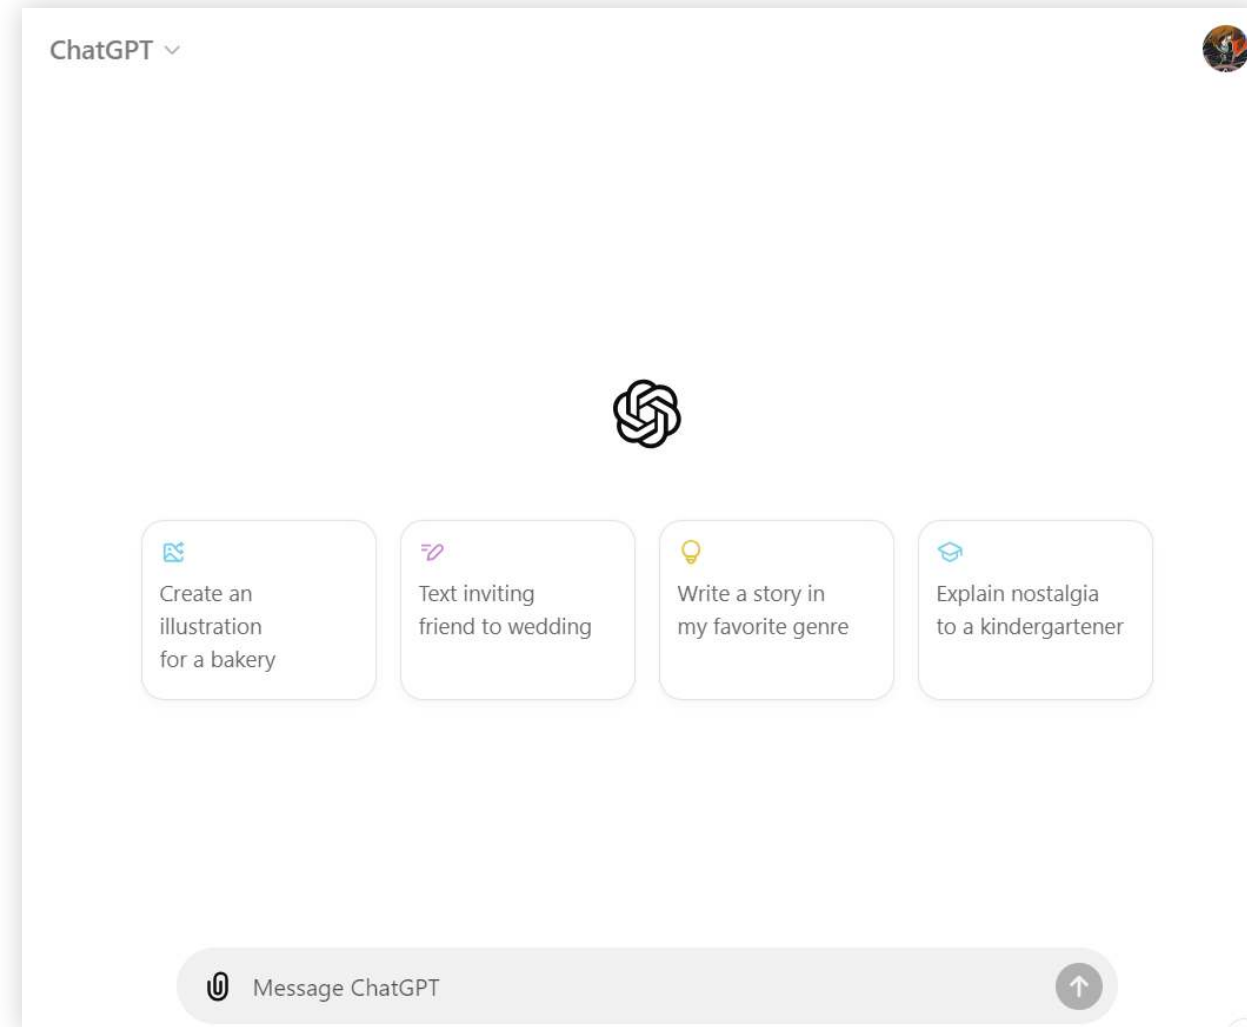 ChatGPT
Create an
illustration
for a bakery
Text inviting
friend to wedding
Write a story in
my favorite genre
Explain nostalgia
to a kindergartener
Message ChatGPT